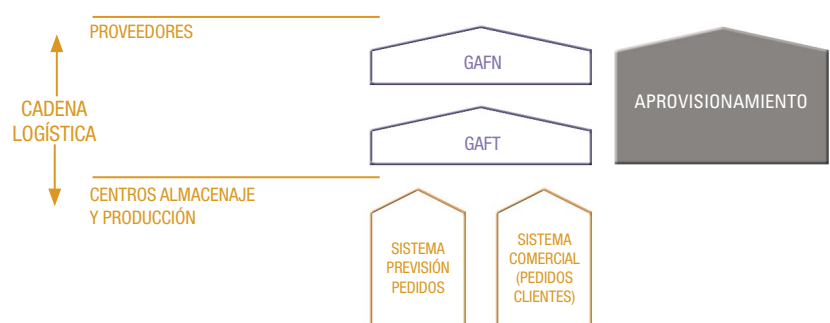 PROVEEDORES
GAFN
APROVISIONAMIENTO
CADENA
LOGÍSTICA
GAFT
CENTROS ALMACENAJE
Y PRODUCCIÓN
SISTEMA
PREVISIÓN
PEDIDOS
SISTEMA
COMERCIAL
(PEDIDOS
CLIENTES)